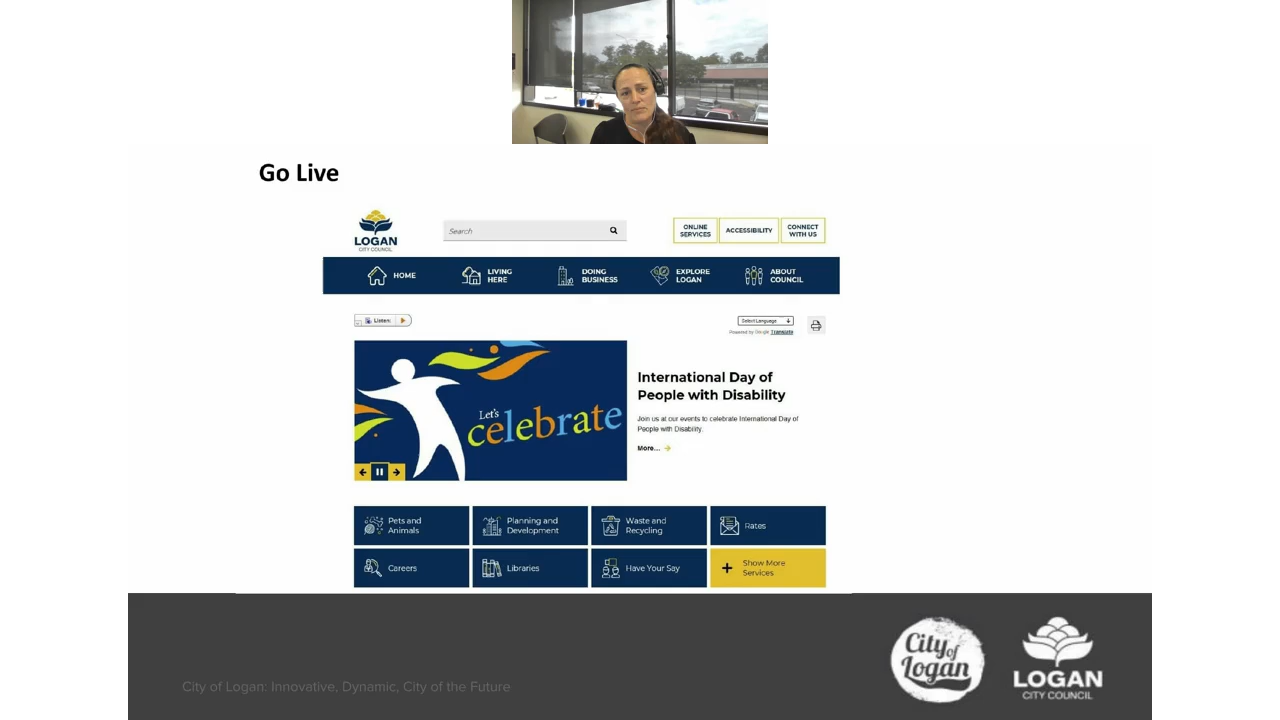 Go Live
LOGAN
CITY COUNCIL
Search
ONLINE
SERVICES
ACCESSIBILITY
CONNECT
WITH US
HOME
LIVING
HERE
DOING
BUSINESS
EXPLORE
LOGAN
ABOUT
COUNCIL
Listen
Select Language
Powered by Google Translate
Let's
celebrate
International Day of
People with Disability
Join us at our events to celebrate International Day of
People with Disability.
More...
Pets and
Animals
Planning and
Development
Waste and
Recycling
Rates
Careers
Libraries
Have Your Say
Show More
Services
City of Logan: Innovative, Dynamic, City of the Future
City of
Logan
LOGAN
CITY COUNCIL